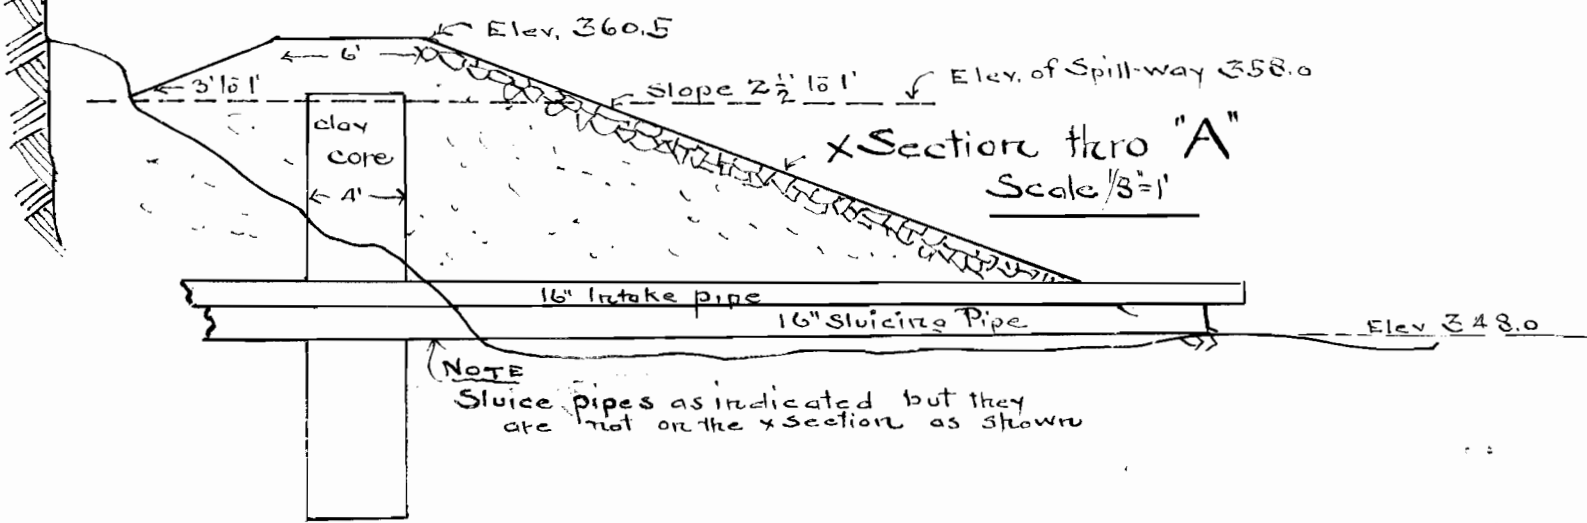 Elev. 360.5
6'
3' to 1'
Slope 2 1/2" to 1'
Elev. of Spill-way 358.0
clay
core
4'
x Section thro "A"
Scale 1/8"=1'
16" Intake pipe
16" Sluicing Pipe
Elev 348.0
NOTE
Sluice pipes as indicated but they
are not on the x section as shown